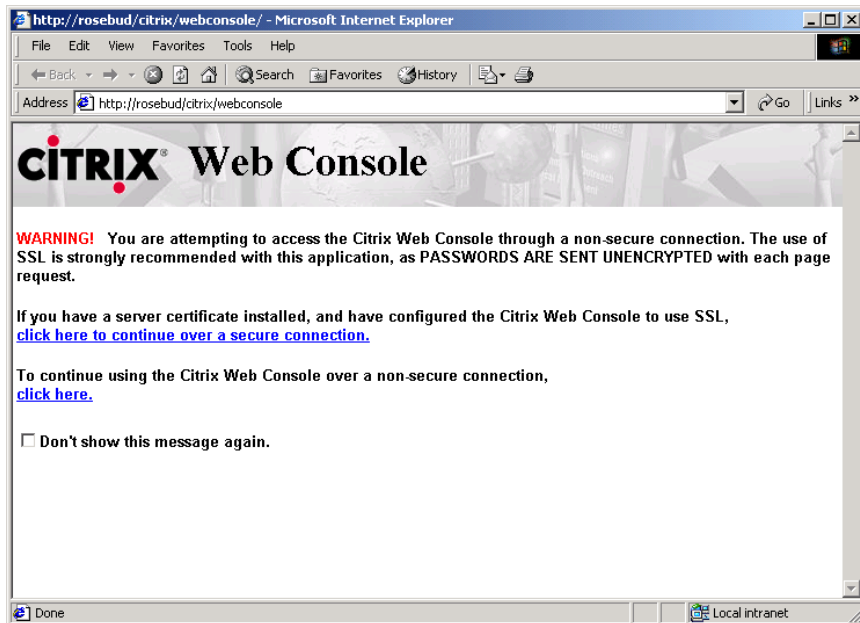 http://rosebud/citrix/webconsole/ - Microsoft Internet Explorer
File Edit View Favorites Tools Help
Back Search Favorites History
Address http://rosebud/citrix/webconsole Go Links »
CITRIX® Web Console
WARNING! You are attempting to access the Citrix Web Console through a non-secure connection. The use of
SSL is strongly recommended with this application, as PASSWORDS ARE SENT UNENCRYPTED with each page
request.
If you have a server certificate installed, and have configured the Citrix Web Console to use SSL,
click here to continue over a secure connection.
To continue using the Citrix Web Console over a non-secure connection,
click here.
Don't show this message again.
Done Local intranet